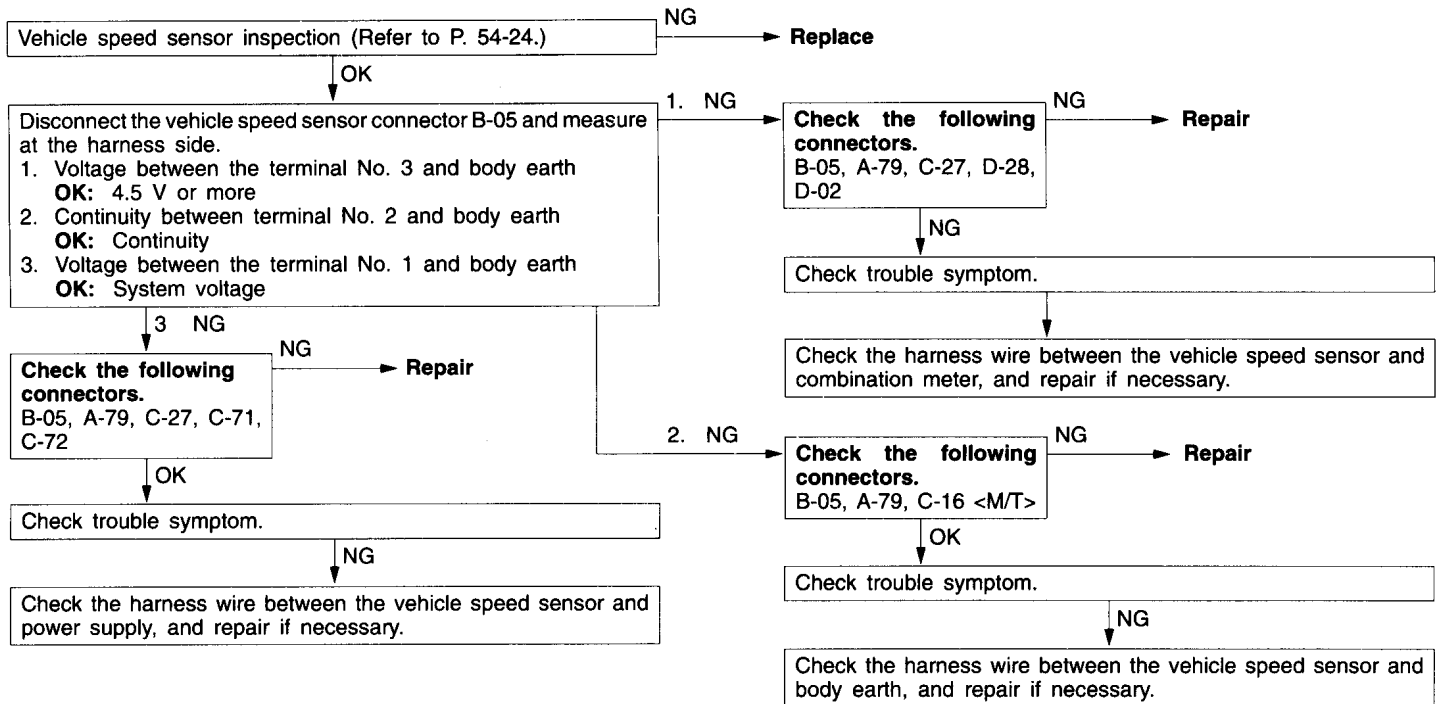 Vehicle speed sensor inspection (Refer to P. 54-24.)
NG
Replace
OK
Disconnect the vehicle speed sensor connector B-05 and measure
at the harness side.
1. Voltage between the terminal No. 3 and body earth
OK: 4.5 V or more
2. Continuity between terminal No. 2 and body earth
OK: Continuity
3. Voltage between the terminal No. 1 and body earth
OK: System voltage
1. NG
Check the following
connectors.
B-05, A-79, C-27, D-28,
D-02
NG
Repair
NG
Check trouble symptom.
Check the harness wire between the vehicle speed sensor and
combination meter, and repair if necessary.
3 NG
Check the following
connectors.
B-05, A-79, C-27, C-71,
C-72
NG
Repair
OK
Check trouble symptom.
NG
Check the harness wire between the vehicle speed sensor and
power supply, and repair if necessary.
2. NG
Check the following
connectors.
B-05, A-79, C-16 <M/T>
NG
Repair
OK
Check trouble symptom.
NG
Check the harness wire between the vehicle speed sensor and
body earth, and repair if necessary.